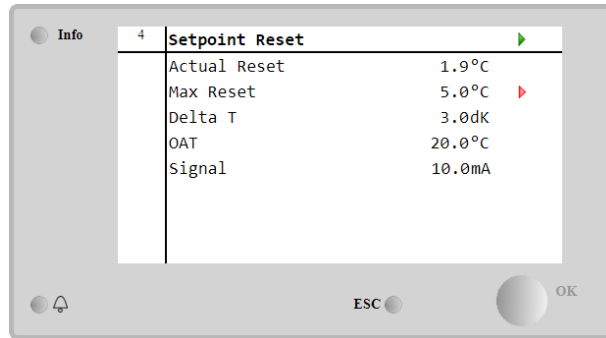 Info
4 Setpoint Reset
Actual Reset 1.9°C
Max Reset 5.0°C
Delta T 3.0dK
OAT 20.0°C
Signal 10.0mA
ESC OK